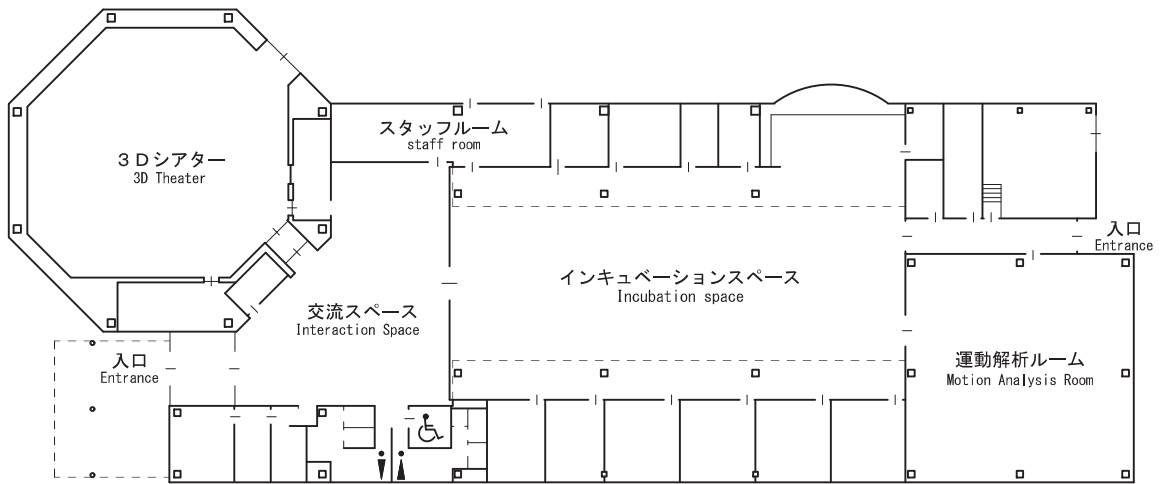 スタッフルーム
staff room
3Dシアター
3D Theater
入口
Entrance
インキュベーションスペース
Incubation space
交流スペース
Interaction Space
入口
Entrance
運動解析ルーム
Motion Analysis Room